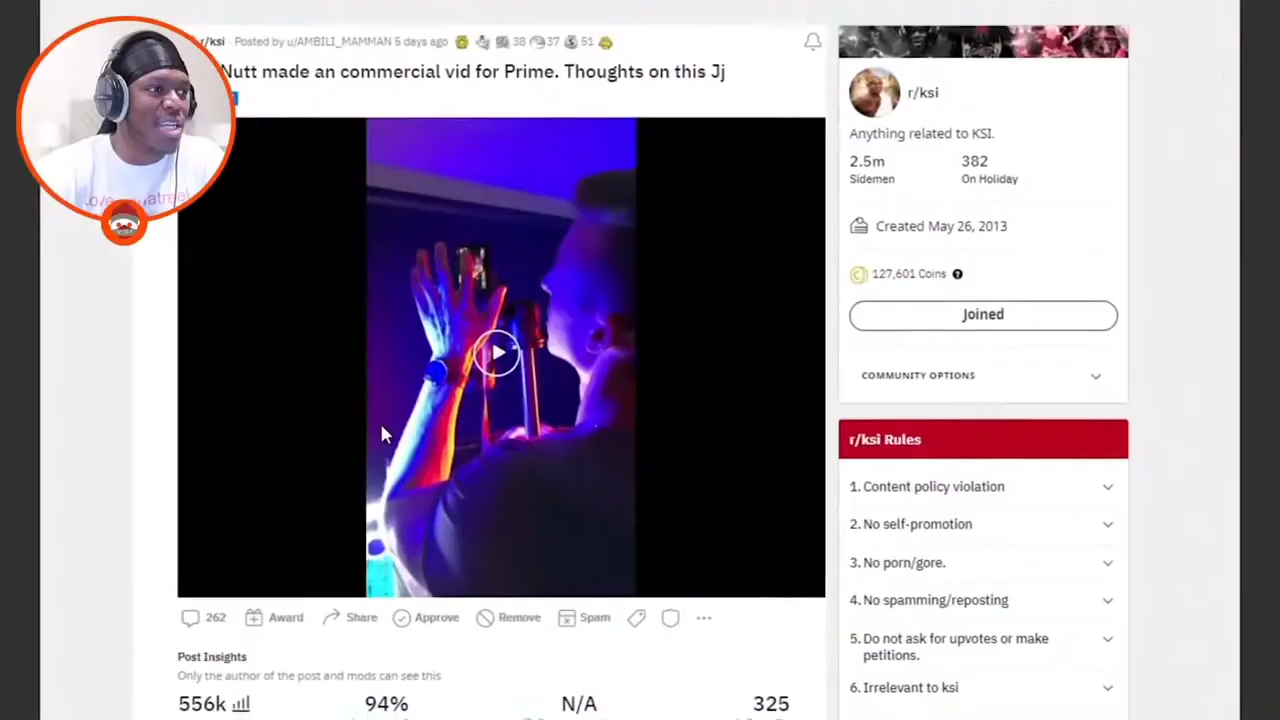 r/ksi · Posted by u/AMBILI_MAMMAN 5 days ago 38 37 51
Nutt made an commercial vid for Prime. Thoughts on this Jj
262 Award Share Approve Remove Spam ...
Post Insights
Only the author of the post and mods can see this
556k 94% N/A 325
r/ksi
Anything related to KSI.
2.5m 382
Sidemen On Holiday
Created May 26, 2013
127,601 Coins ?
Joined
COMMUNITY OPTIONS
r/ksi Rules
1. Content policy violation
2. No self-promotion
3. No porn/gore.
4. No spamming/reposting
5. Do not ask for upvotes or make
petitions.
6. Irrelevant to ksi